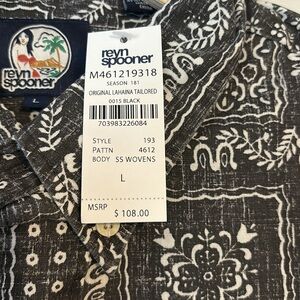 reyn
spooner
L
reyn
spooner
M461219318
SEASON 181
ORIGINAL LAHAINA TAILORED
0015 BLACK
703983226084
STYLE 193
PATTN 4612
BODY SS WOVENS
L
MSRP $ 108.00